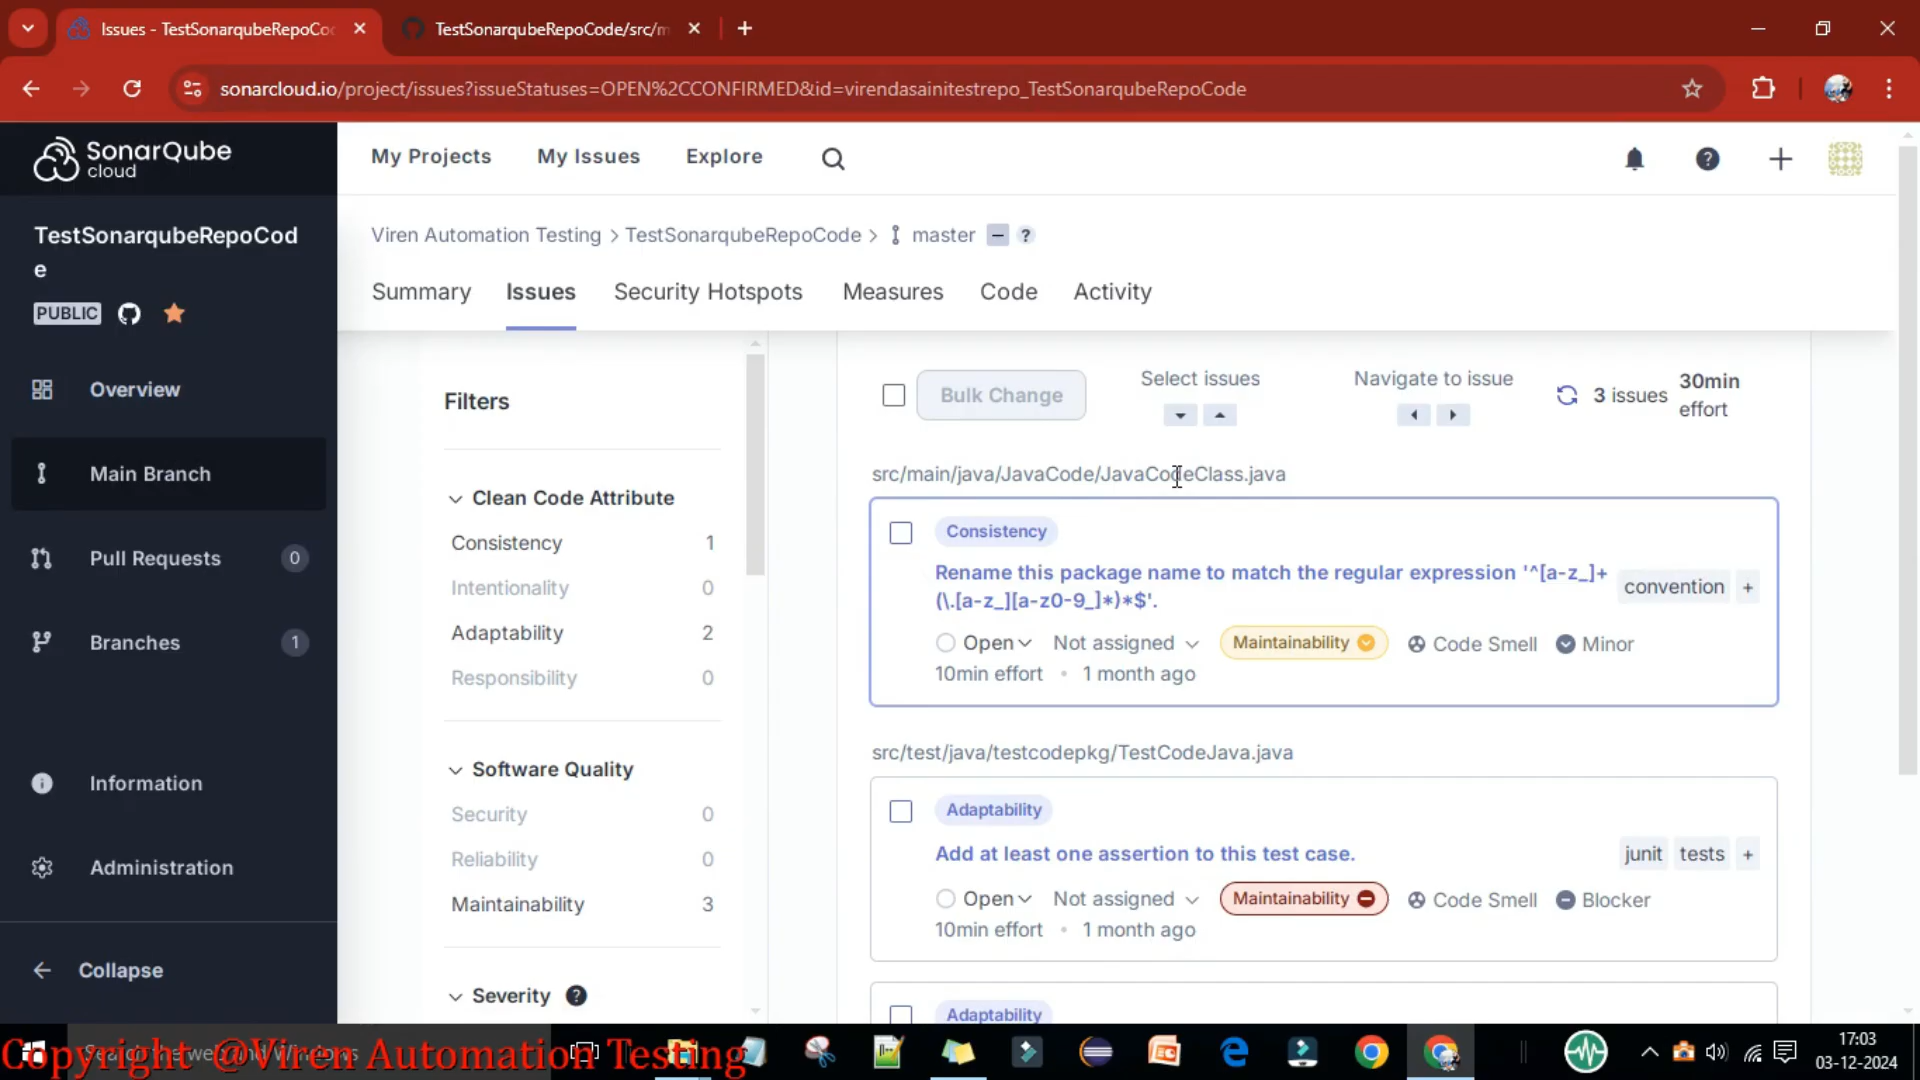 Issues - TestSonarqubeRepoCo
TestSonarqubeRepoCode/src/m
sonarcloud.io/project/issues?issueStatuses=OPEN%2CCONFIRMED&id=virendasainitestrepo_TestSonarqubeRepoCode
SonarQube
cloud
My Projects
My Issues
Explore
TestSonarqubeRepoCod
e
PUBLIC
Viren Automation Testing > TestSonarqubeRepoCode > master
Summary
Issues
Security Hotspots
Measures
Code
Activity
Overview
Main Branch
Pull Requests 0
Branches 1
Information
Administration
Collapse
Filters
Clean Code Attribute
Consistency 1
Intentionality 0
Adaptability 2
Responsibility 0
Software Quality
Security 0
Reliability 0
Maintainability 3
Severity ?
Bulk Change
Select issues
Navigate to issue
3 issues
30min
effort
src/main/java/JavaCode/JavaCodeClass.java
Consistency
Rename this package name to match the regular expression '^[a-z_]+
(\.[a-z_][a-z0-9_]*)*$'.
convention +
Open Not assigned Maintainability Code Smell Minor
10min effort • 1 month ago
src/test/java/testcodepkg/TestCodeJava.java
Adaptability
Add at least one assertion to this test case.
junit tests +
Open Not assigned Maintainability Code Smell Blocker
10min effort • 1 month ago
Adaptability
Search the web and Windows
Copyright @Viren Automation Testing
17:03
03-12-2024